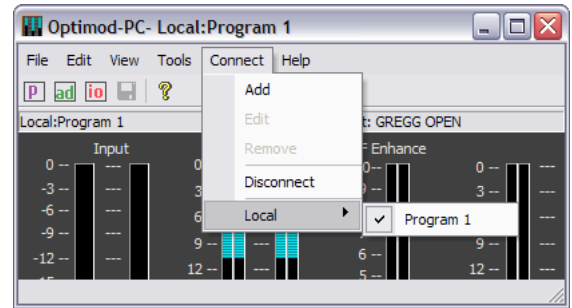 Optimod-PC- Local:Program 1
File Edit View Tools Connect Help
P ad io
Add
Edit
Remove
Disconnect
Local
Program 1
Local:Program 1
t: GREGG OPEN
Input
F Enhance
0 -- --- 0 0-- 0 -- ---
-3 -- --- 3 3 -- ---
-6 -- --- 6
-9 -- --- 9 -- --- 6 -- 9 -- ---
-12 -- --- 12 -- --- 5 -- 12 -- ---